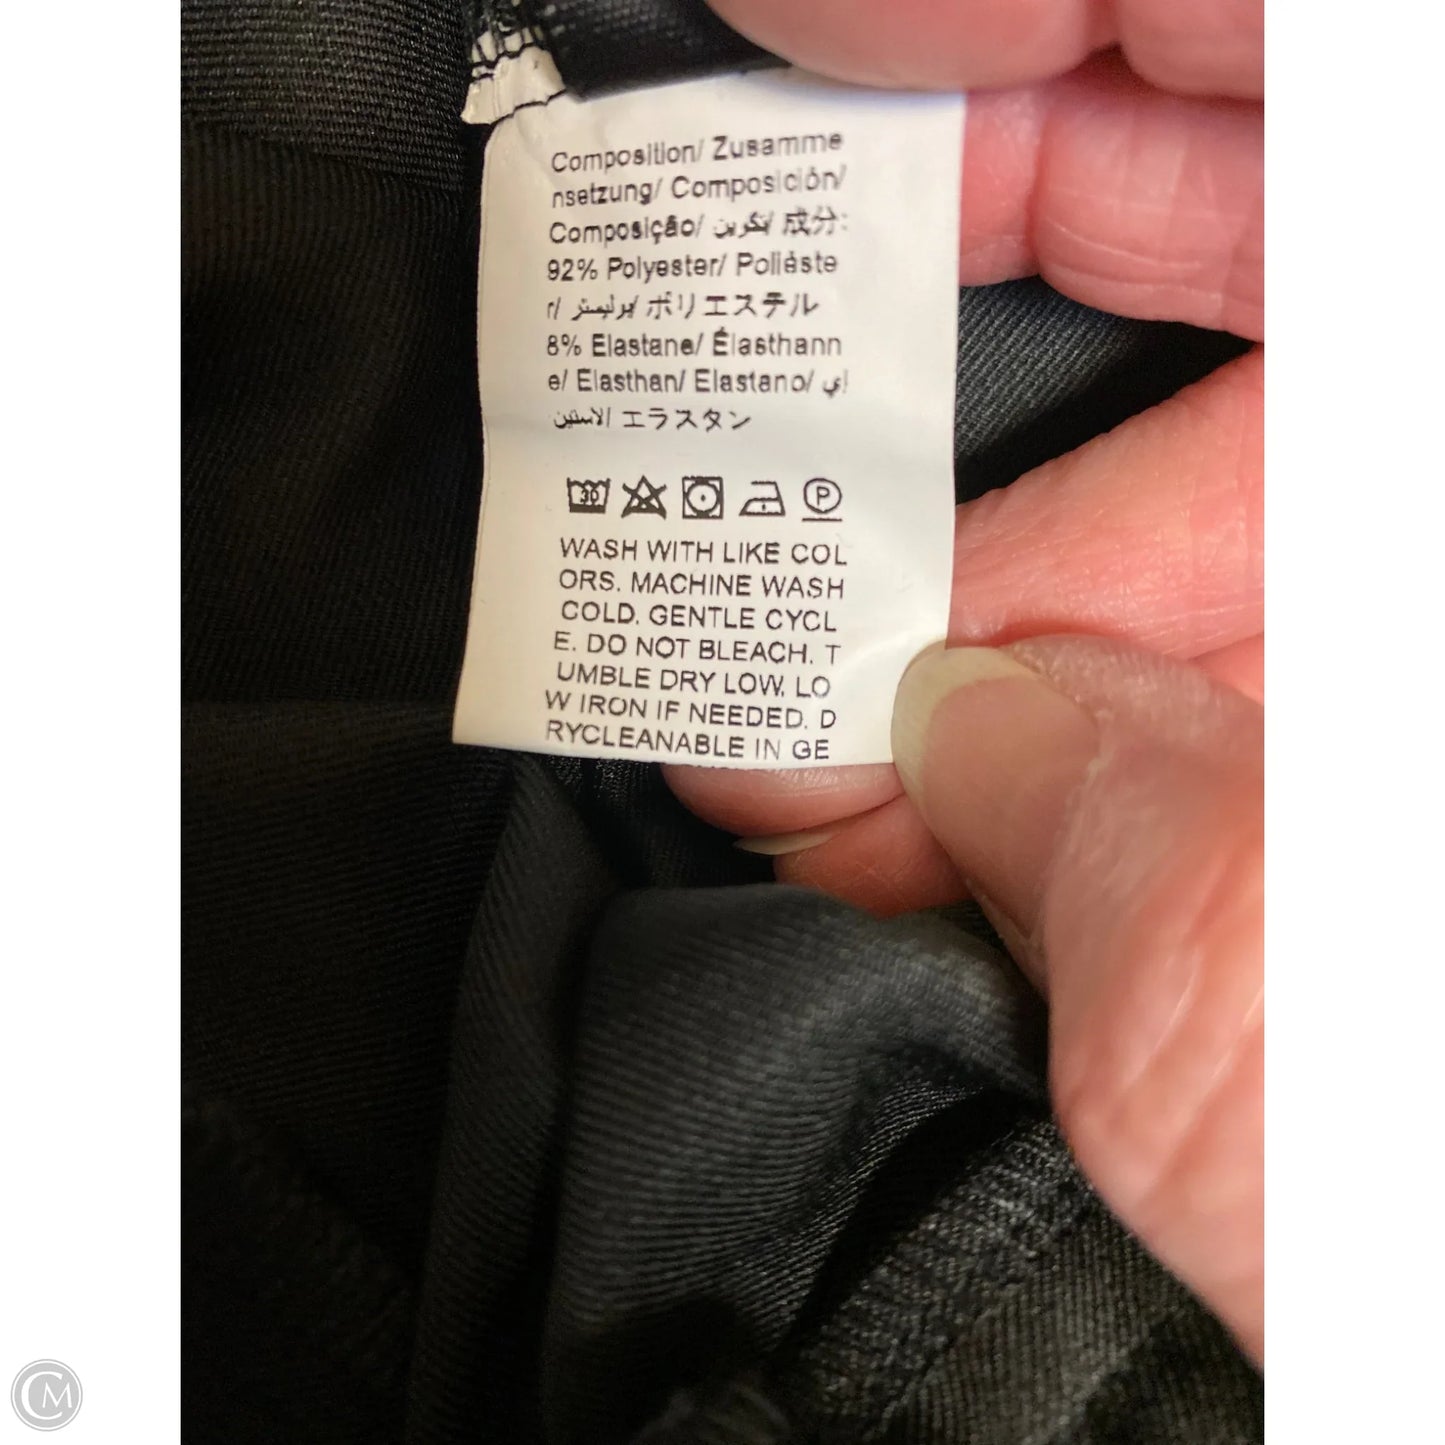 Composition/ Zusamme
nsetzung/ Composición/
Composição/ تكوين/ 成分:
92% Polyester/ Poliéste
r/ بوليستر/ ポリエステル
8% Elastane/ Élasthann
e/ Elasthan/ Elastano/ إي
لاستين/ エラスタン
30
P
WASH WITH LIKE COL
ORS. MACHINE WASH
COLD. GENTLE CYCL
E. DO NOT BLEACH. T
UMBLE DRY LOW. LO
W IRON IF NEEDED. D
RYCLEANABLE IN GE
CM